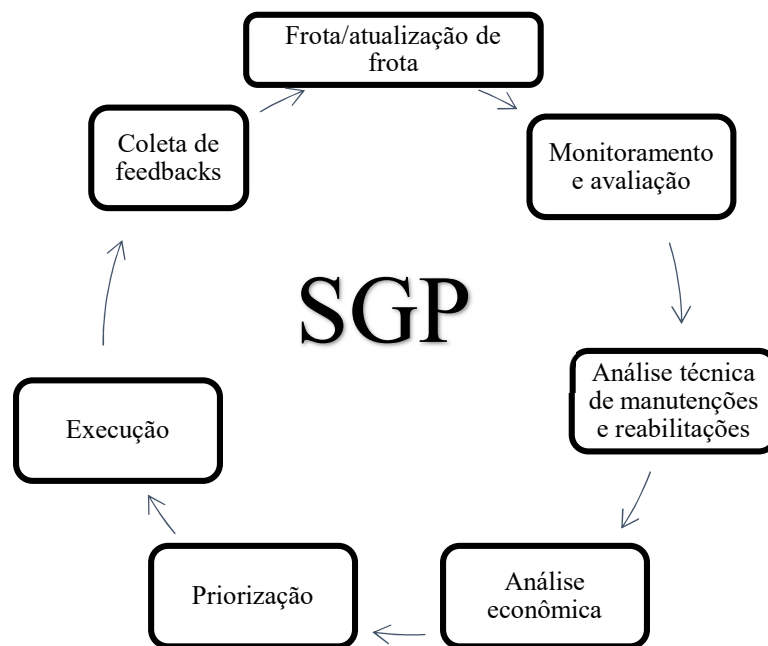 Frota/atualização de
frota
Monitoramento
e avaliação
Análise técnica
de manutenções
e reabilitações
Análise
econômica
Priorização
Execução
Coleta de
feedbacks
SGP